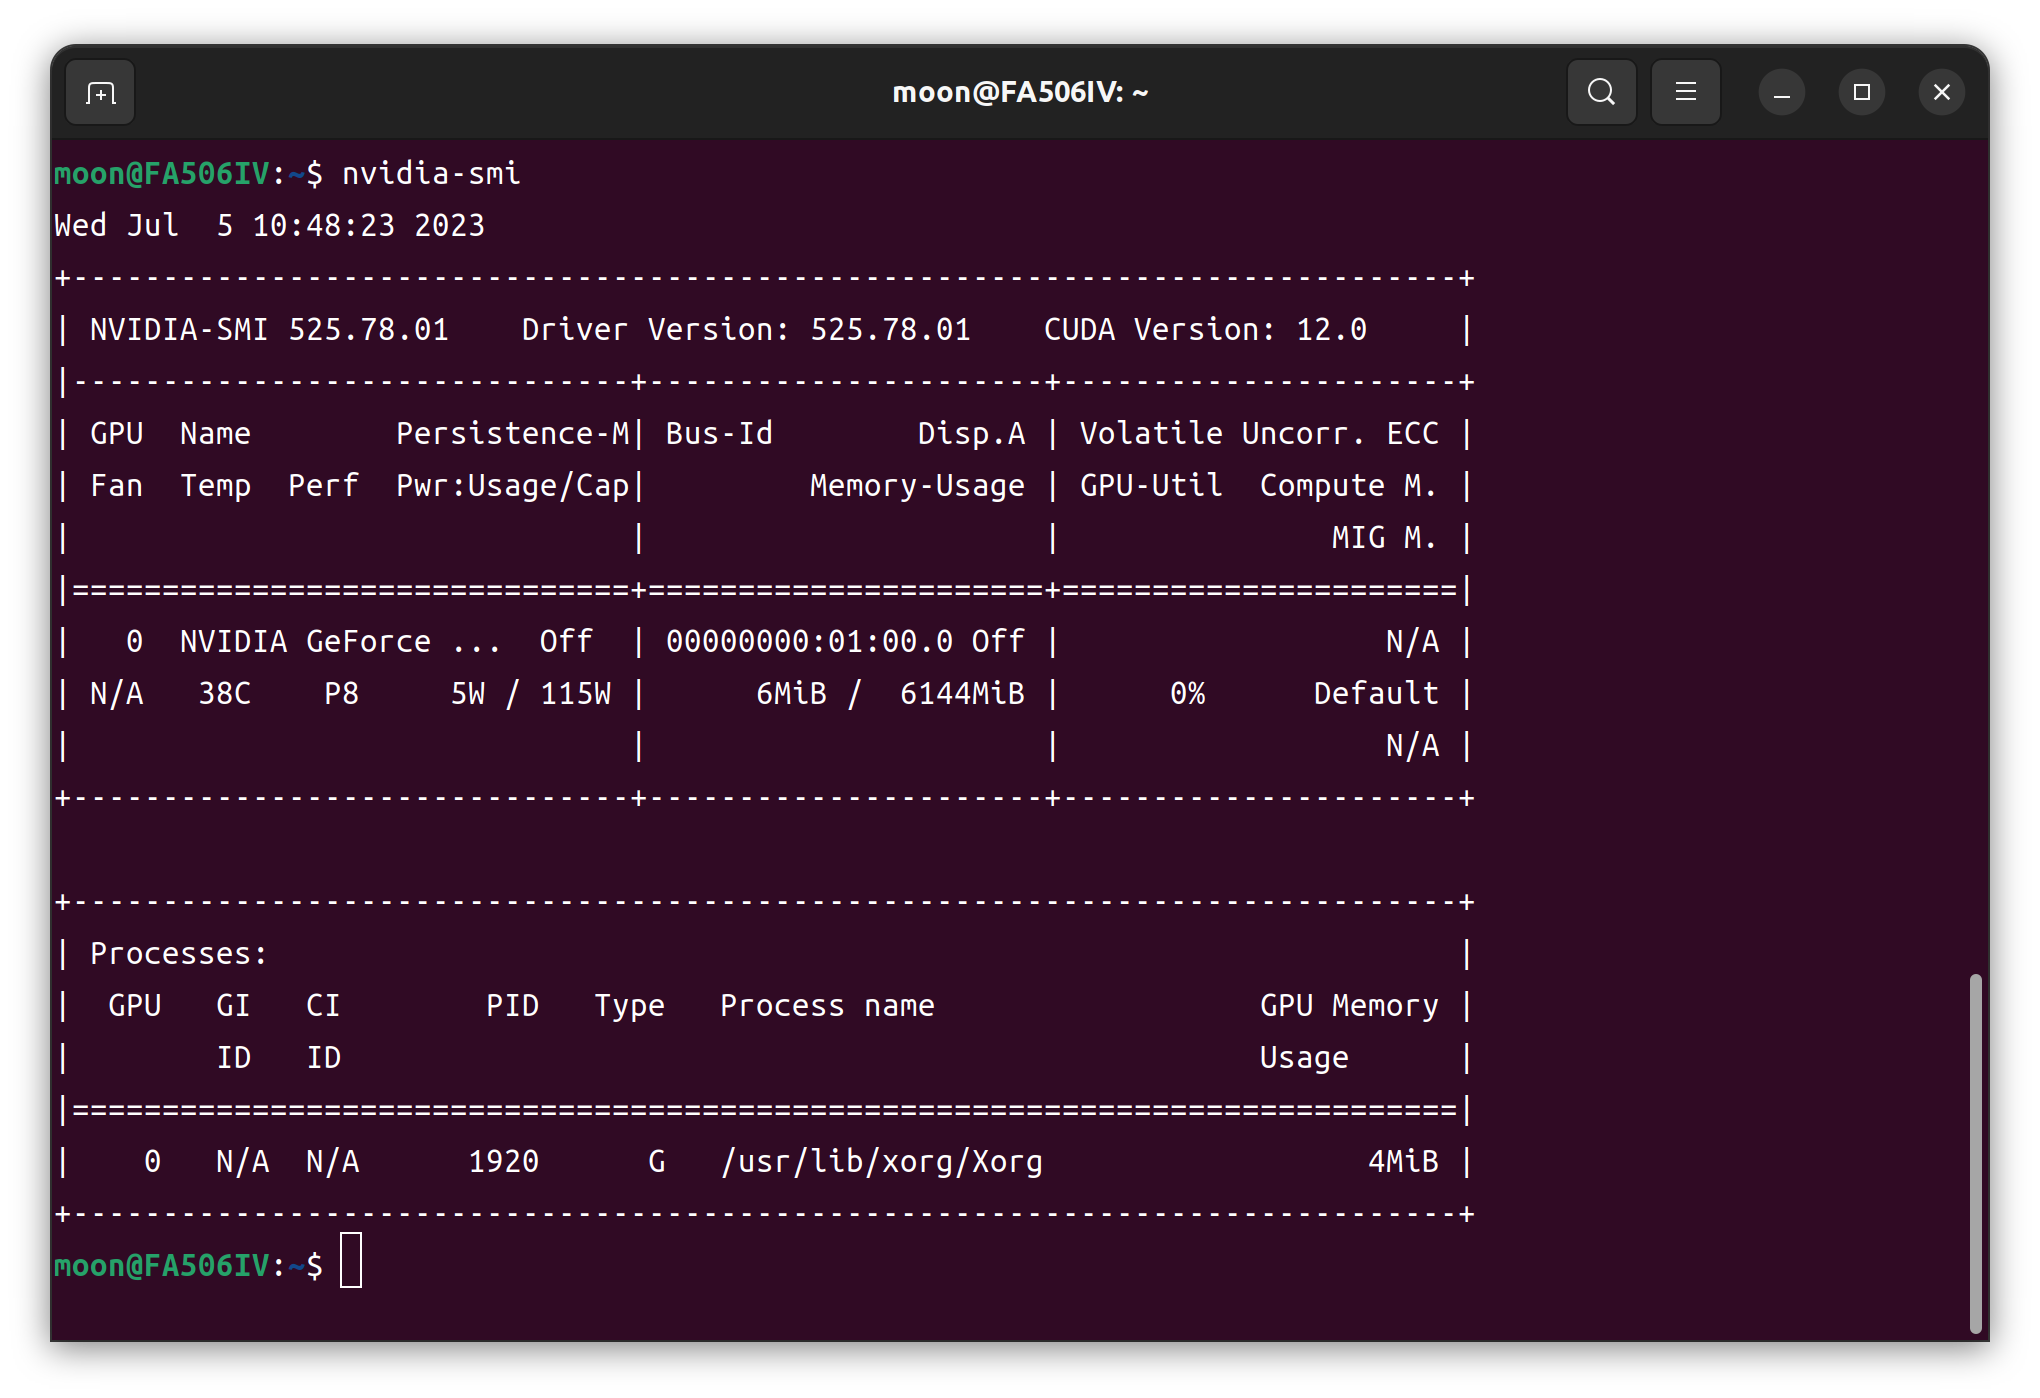 moon@FA506IV: ~
moon@FA506IV:~$ nvidia-smi
Wed Jul  5 10:48:23 2023
+-----------------------------------------------------------------------------+
| NVIDIA-SMI 525.78.01    Driver Version: 525.78.01    CUDA Version: 12.0     |
|-------------------------------+----------------------+----------------------+
| GPU  Name        Persistence-M| Bus-Id        Disp.A | Volatile Uncorr. ECC |
| Fan  Temp  Perf  Pwr:Usage/Cap|         Memory-Usage | GPU-Util  Compute M. |
|                               |                      |               MIG M. |
|===============================+======================+======================|
|   0  NVIDIA GeForce ...  Off  | 00000000:01:00.0 Off |                  N/A |
| N/A   38C    P8     5W / 115W |      6MiB /  6144MiB |      0%      Default |
|                               |                      |                  N/A |
+-------------------------------+----------------------+----------------------+

+-----------------------------------------------------------------------------+
| Processes:                                                                  |
|  GPU   GI   CI        PID   Type   Process name                  GPU Memory |
|        ID   ID                                                   Usage      |
|=============================================================================|
|    0   N/A  N/A      1920      G   /usr/lib/xorg/Xorg                  4MiB |
+-----------------------------------------------------------------------------+
moon@FA506IV:~$